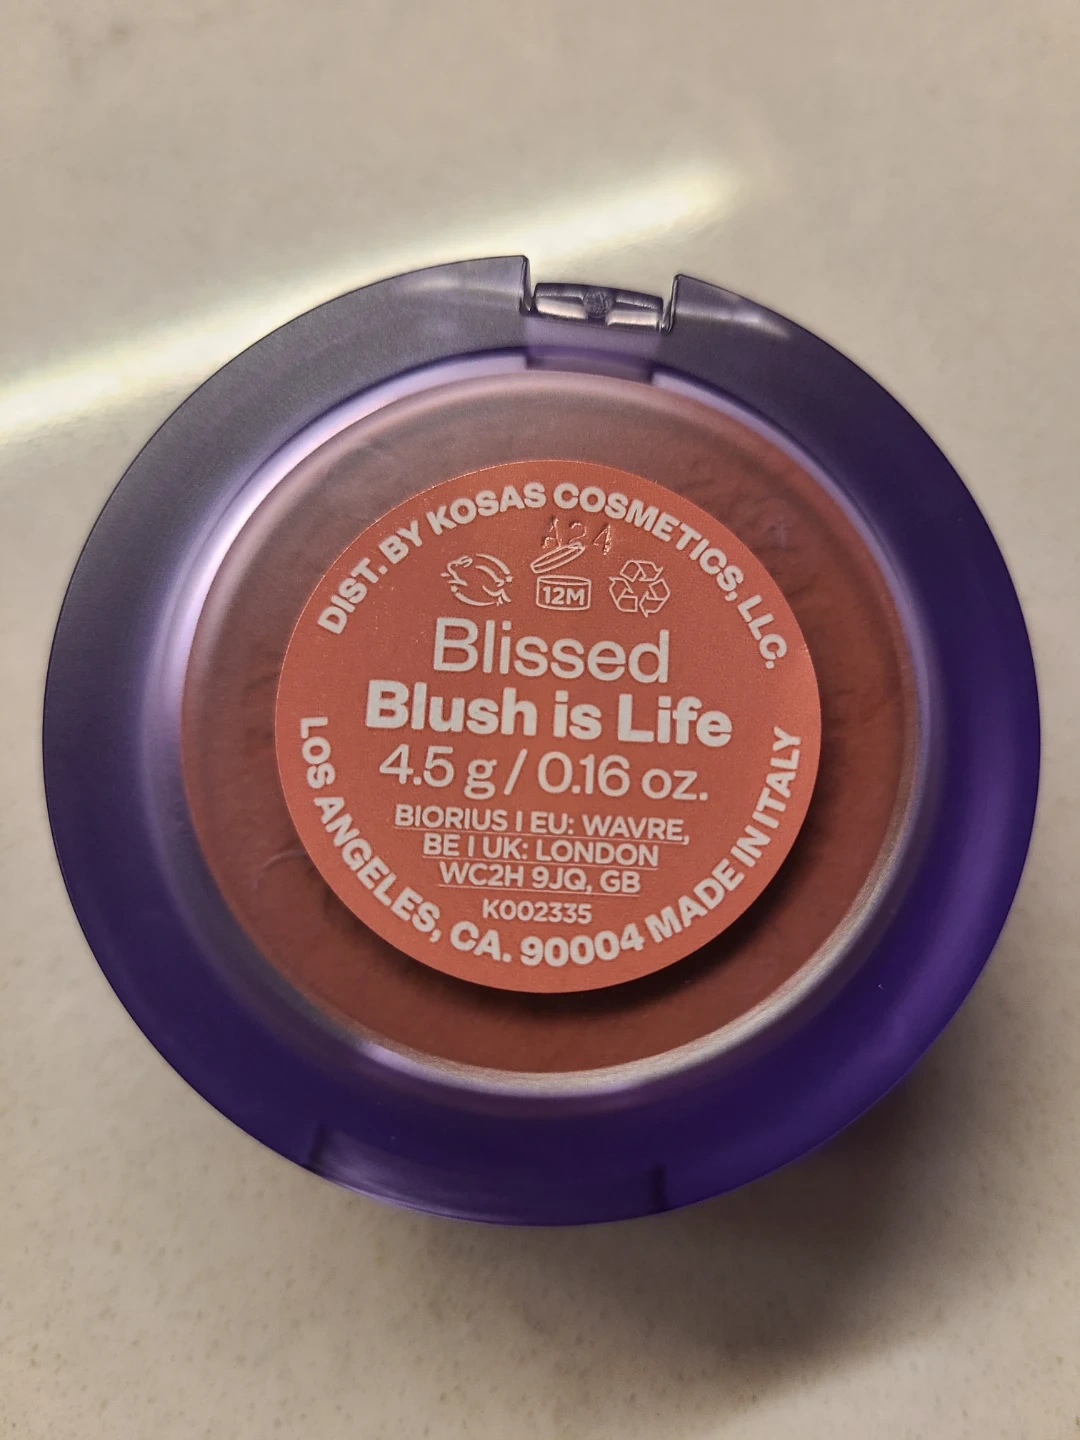 DIST. BY KOSAS COSMETICS, LLC.
A24
12M
Blissed
Blush is Life
4.5 g / 0.16 oz.
BIORIUS | EU: WAVRE,
BE | UK: LONDON
WC2H 9JQ, GB
K002335
LOS ANGELES, CA. 90004 MADE IN ITALY